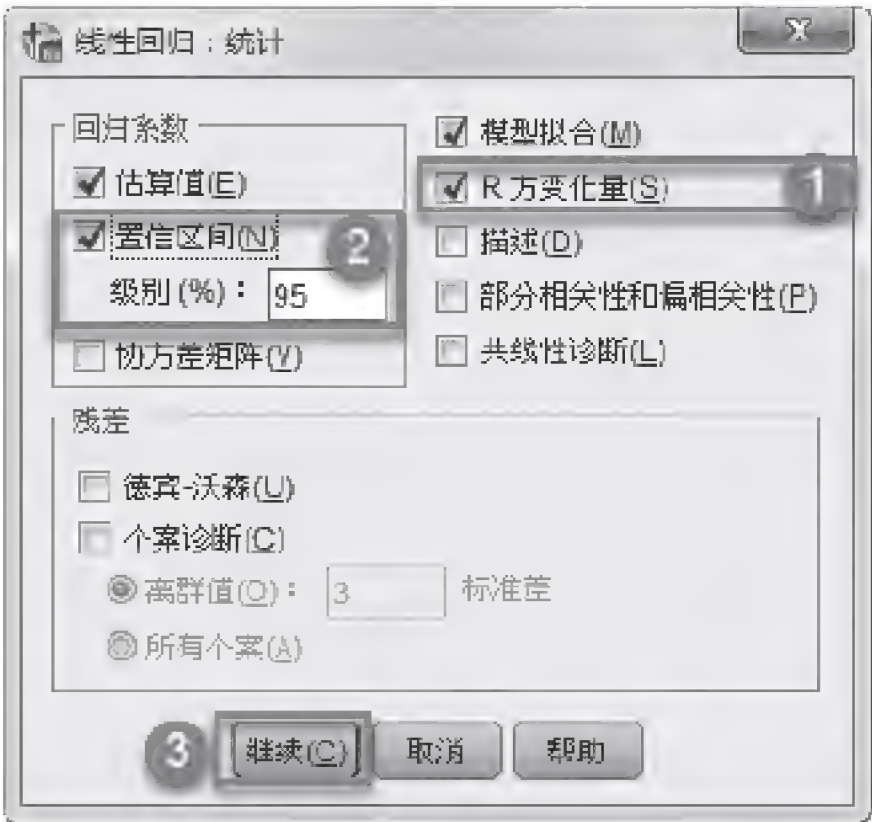 线性回归：统计
回归系数
估算值(E)
置信区间(N)
2
级别(%)：95
协方差矩阵(V)
模型拟合(M)
R方变化量(S)
1
描述(D)
部分相关性和偏相关性(P)
共线性诊断(L)
残差
德宾-沃森(U)
个案诊断(C)
离群值(O)：3 标准差
所有个案(A)
3 继续(C) 取消 帮助